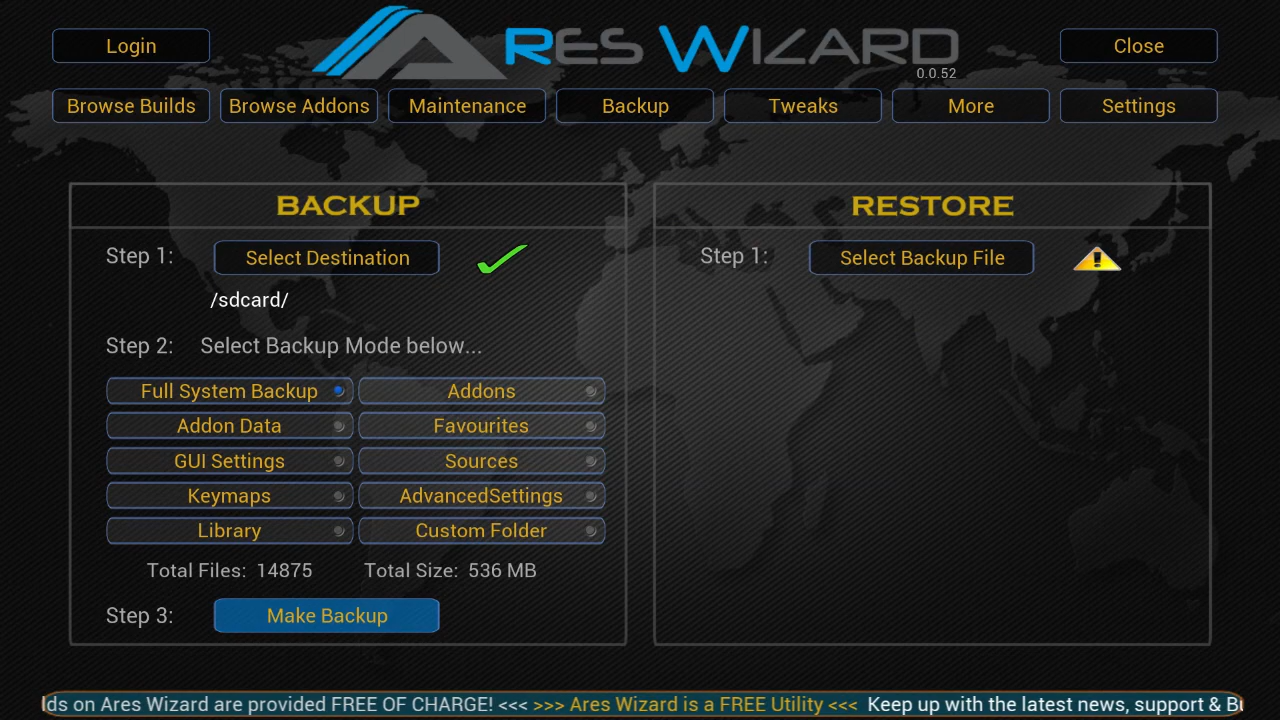 Login
ARES WIZARD
Close
0.0.52
Browse Builds Browse Addons Maintenance Backup Tweaks More Settings
BACKUP
Step 1: Select Destination
/sdcard/
Step 2: Select Backup Mode below...
Full System Backup Addons
Addon Data Favourites
GUI Settings Sources
Keymaps AdvancedSettings
Library Custom Folder
Total Files: 14875 Total Size: 536 MB
Step 3: Make Backup
RESTORE
Step 1: Select Backup File
lds on Ares Wizard are provided FREE OF CHARGE! <<< >>> Ares Wizard is a FREE Utility <<< Keep up with the latest news, support & Bu